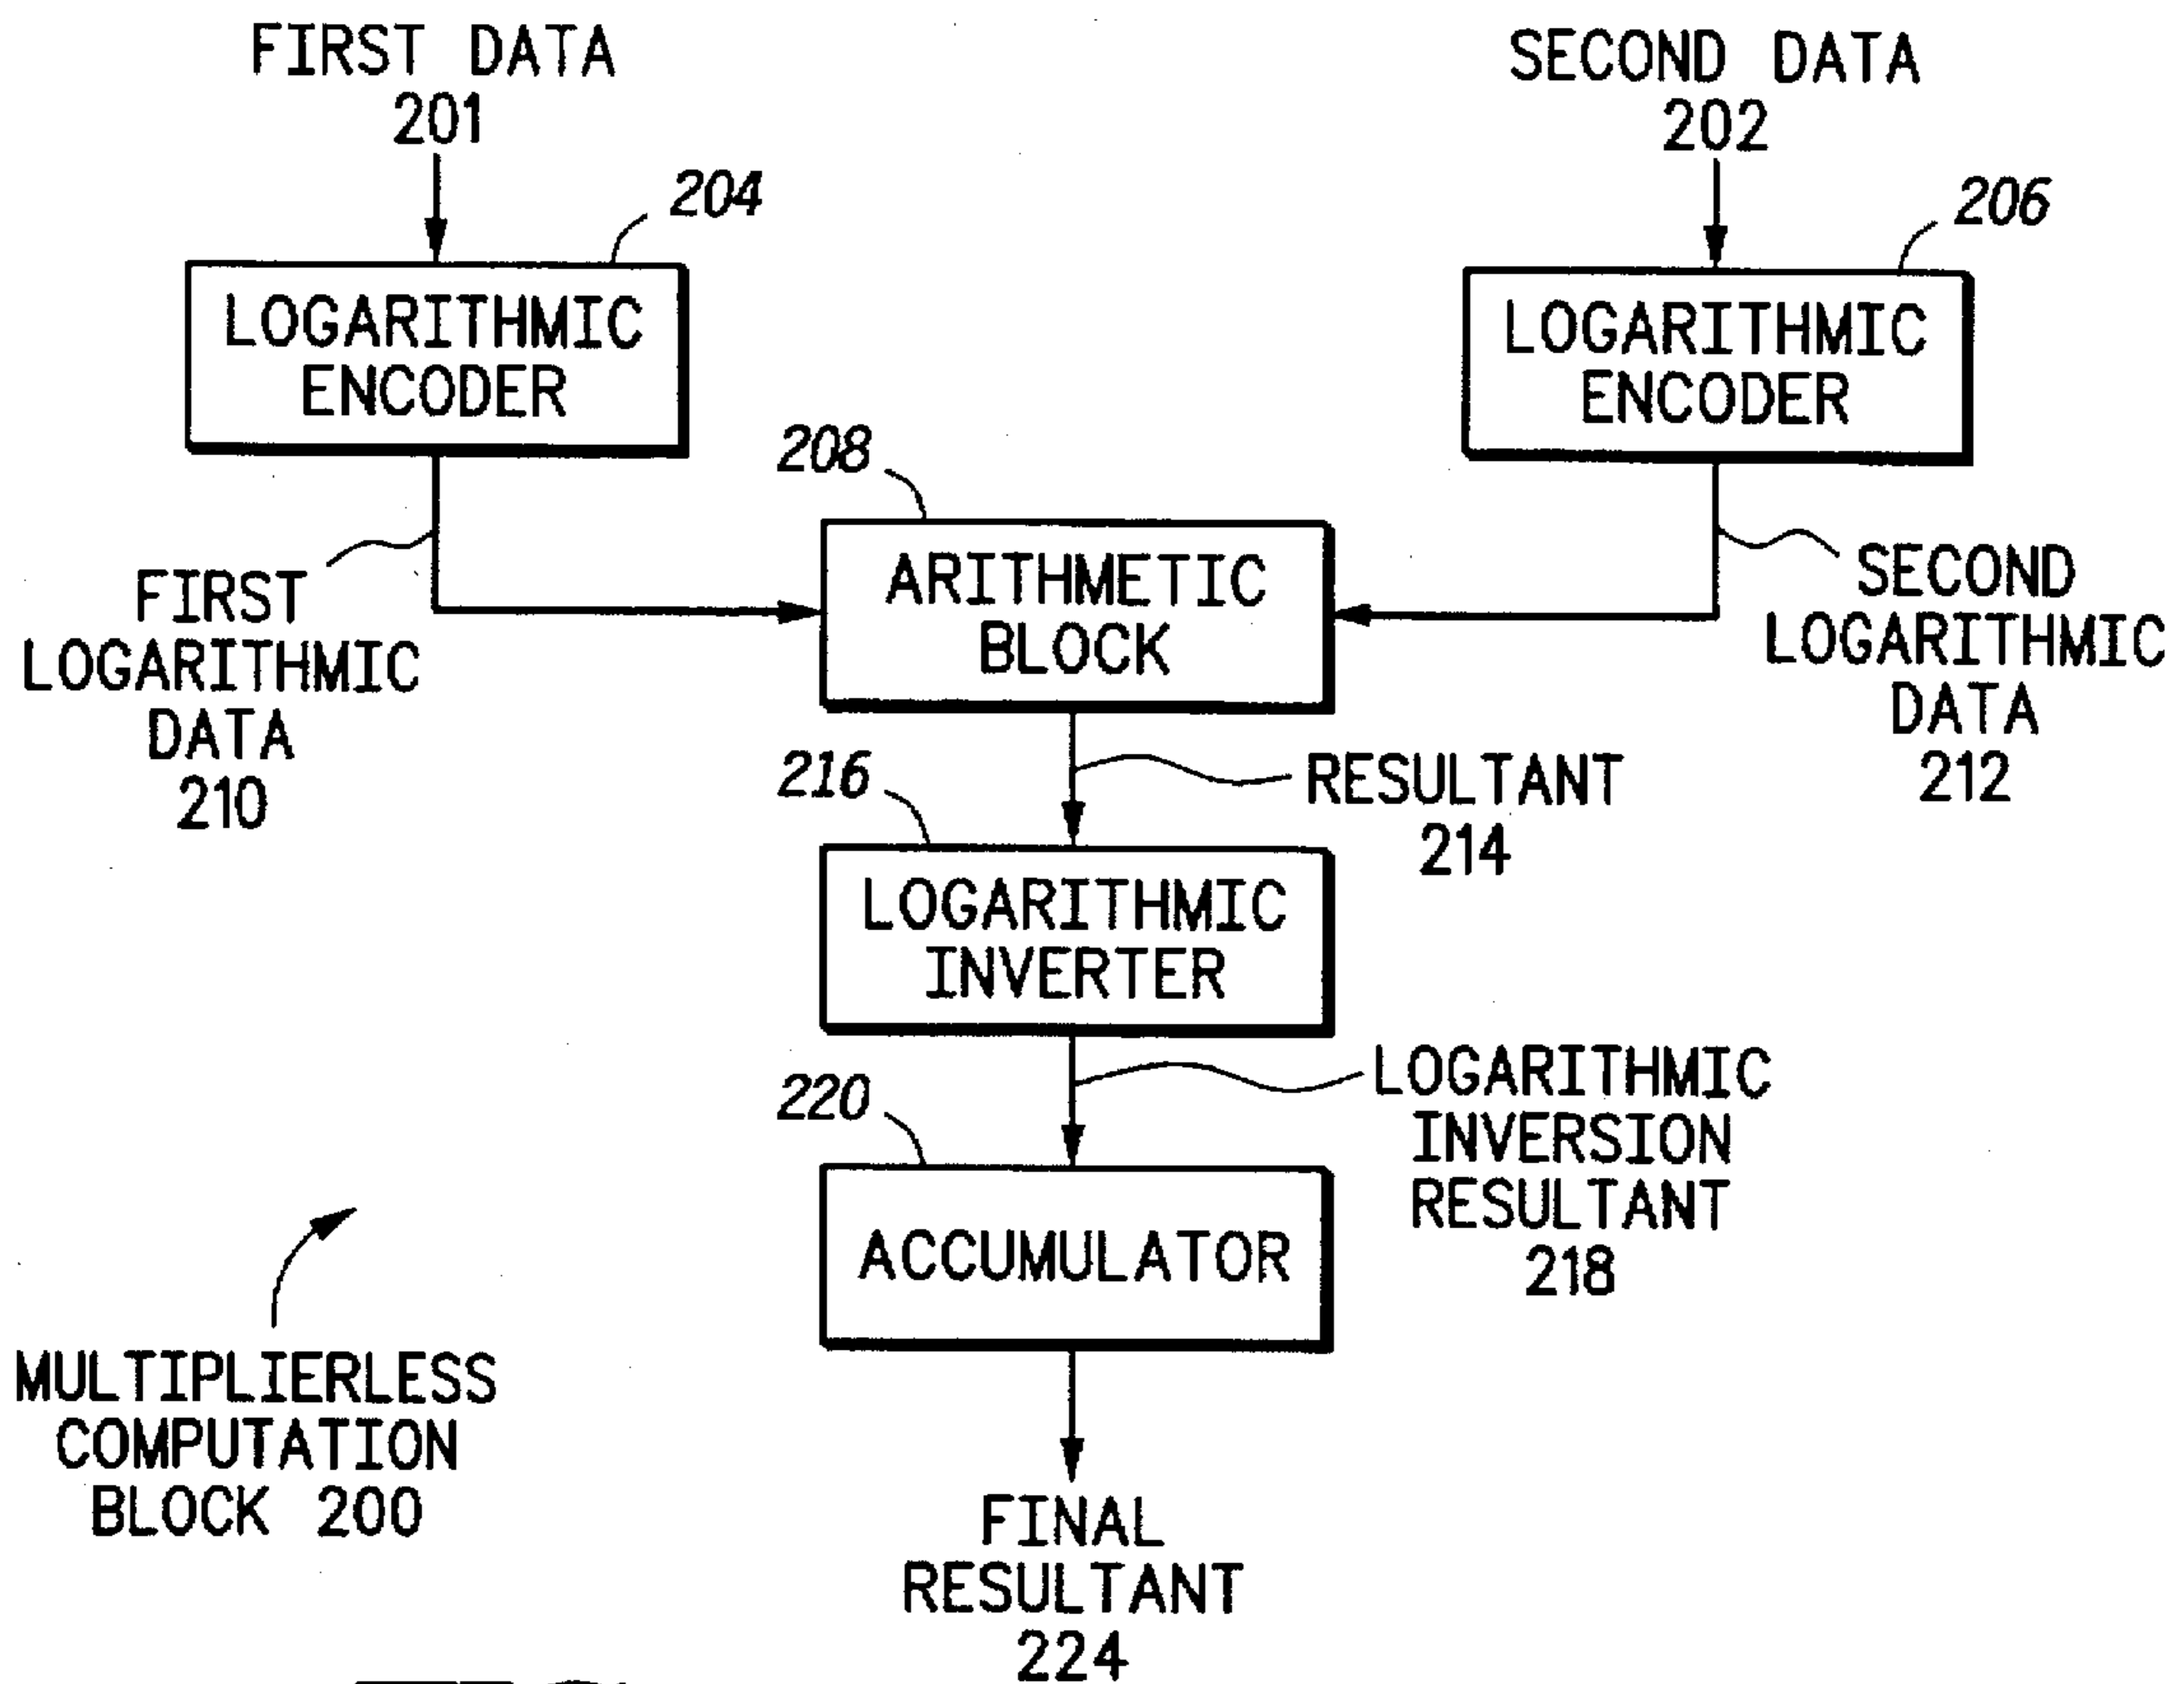 FIRST DATA
201
SECOND DATA
202
204
206
LOGARITHMIC
ENCODER
LOGARITHMIC
ENCODER
208
ARITHMETIC
BLOCK
FIRST
LOGARITHMIC
DATA
210
SECOND
LOGARITHMIC
DATA
212
216
RESULTANT
214
LOGARITHMIC
INVERTER
220
LOGARITHMIC
INVERSION
RESULTANT
218
ACCUMULATOR
MULTIPLIERLESS
COMPUTATION
BLOCK 200
FINAL
RESULTANT
224